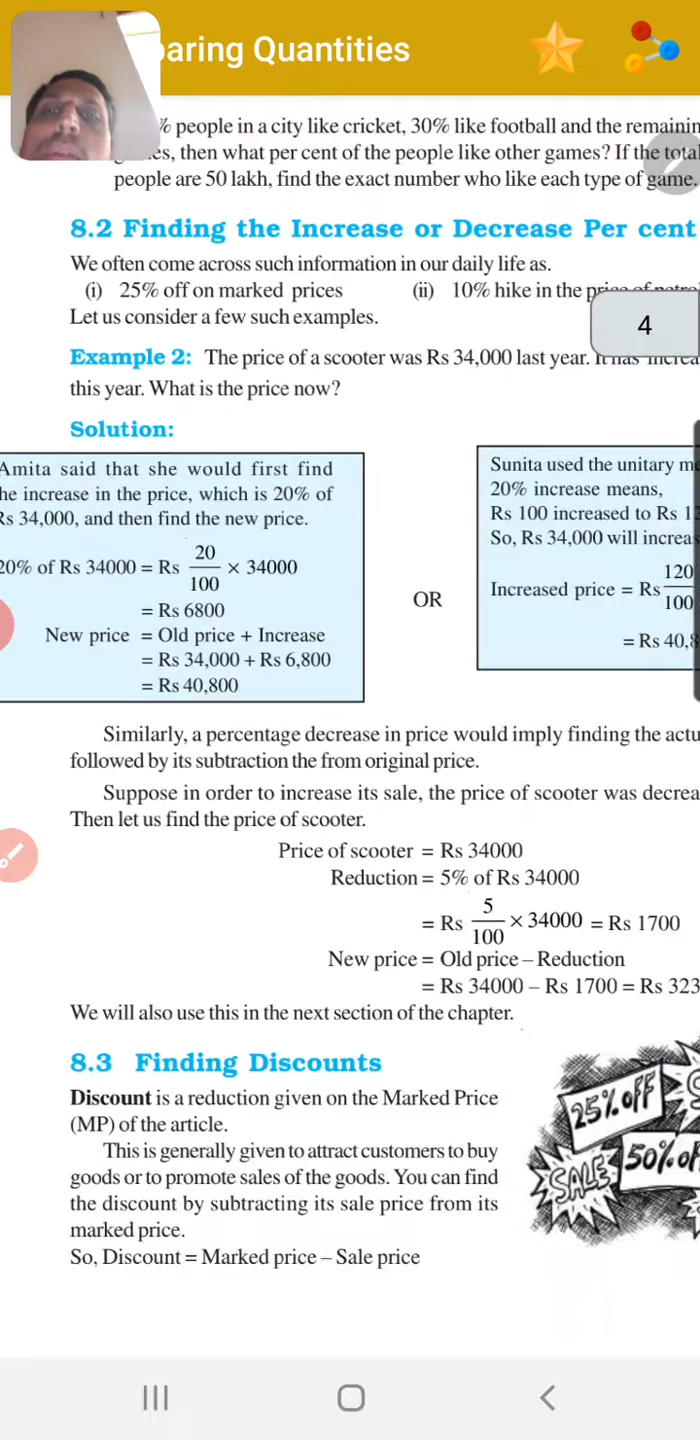 aring Quantities
% people in a city like cricket, 30% like football and the
then what per cent of the people like other games? If the
people are 50 lakh, find the exact number who like each type of game.
8.2 Finding the Increase or Decrease Per cent
We often come across such information in our daily life as.
(i) 25% off on marked prices (ii) 10% hike in the
4
Let us consider a few such examples.
Example 2: The price of a scooter was Rs 34,000 last year.
this year. What is the price now?
Solution:
Amita said that she would first find
he increase in the price, which is 20% of
Rs 34,000, and then find the new price.
20% of Rs 34000 = Rs 20/100 × 34000
= Rs 6800
New price = Old price + Increase
= Rs 34,000 + Rs 6,800
= Rs 40,800
OR
Sunita used the unitary
20% increase means,
Rs 100 increased to Rs
So, Rs 34,000 will
Increased price = Rs 120/100
= Rs 40,8
Similarly, a percentage decrease in price would imply finding the
followed by its subtraction the from original price.
Suppose in order to increase its sale, the price of scooter was
Then let us find the price of scooter.
Price of scooter = Rs 34000
Reduction = 5% of Rs 34000
= Rs 5/100 × 34000 = Rs 1700
New price = Old price – Reduction
= Rs 34000 – Rs 1700 = Rs 323
We will also use this in the next section of the chapter.
8.3 Finding Discounts
Discount is a reduction given on the Marked Price
(MP) of the article.
This is generally given to attract customers to buy
goods or to promote sales of the goods. You can find
the discount by subtracting its sale price from its
marked price.
So, Discount = Marked price – Sale price
25% OFF
50% of
SALE